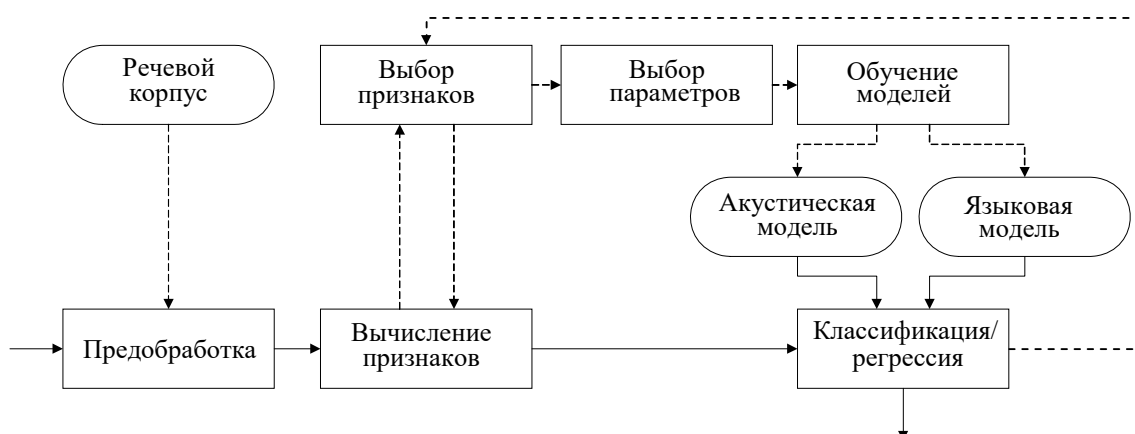 Речевой
корпус
Выбор
признаков
Выбор
параметров
Обучение
моделей
Акустическая
модель
Языковая
модель
Предобработка
Вычисление
признаков
Классификация/
регрессия